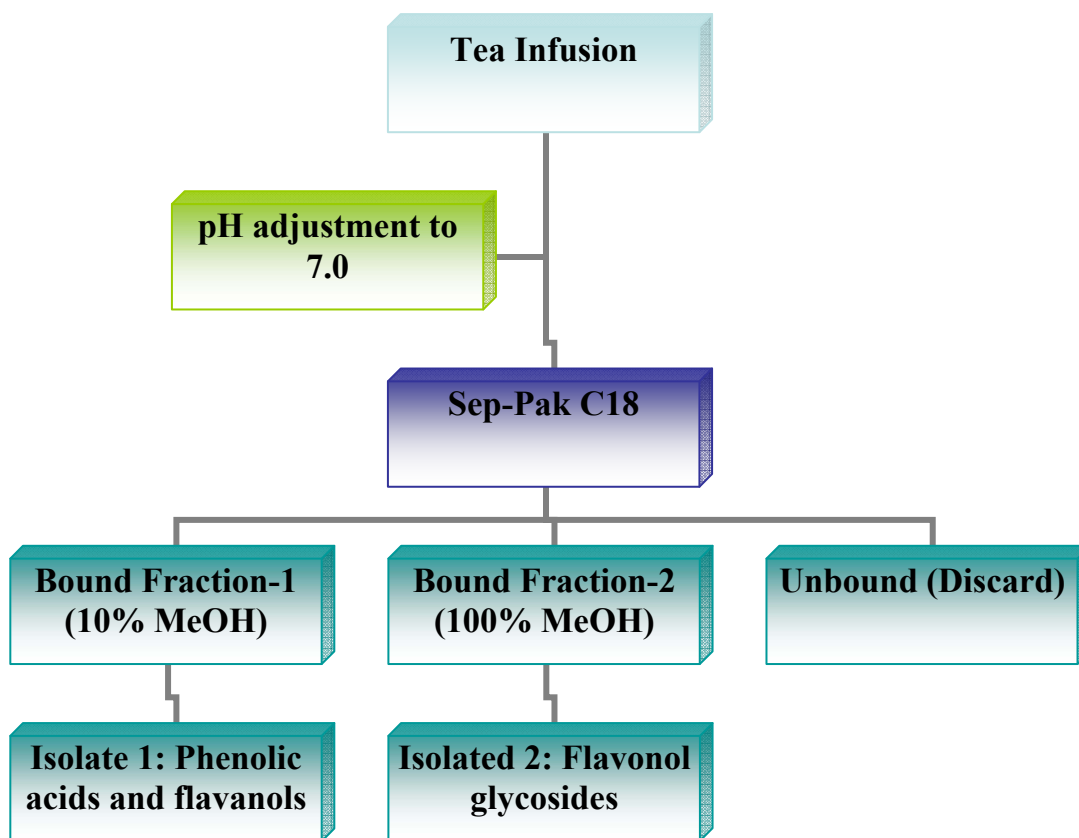 Tea Infusion
pH adjustment to
7.0
Sep-Pak C18
Bound Fraction-1
(10% MeOH)
Bound Fraction-2
(100% MeOH)
Unbound (Discard)
Isolate 1: Phenolic
acids and flavanols
Isolated 2: Flavonol
glycosides